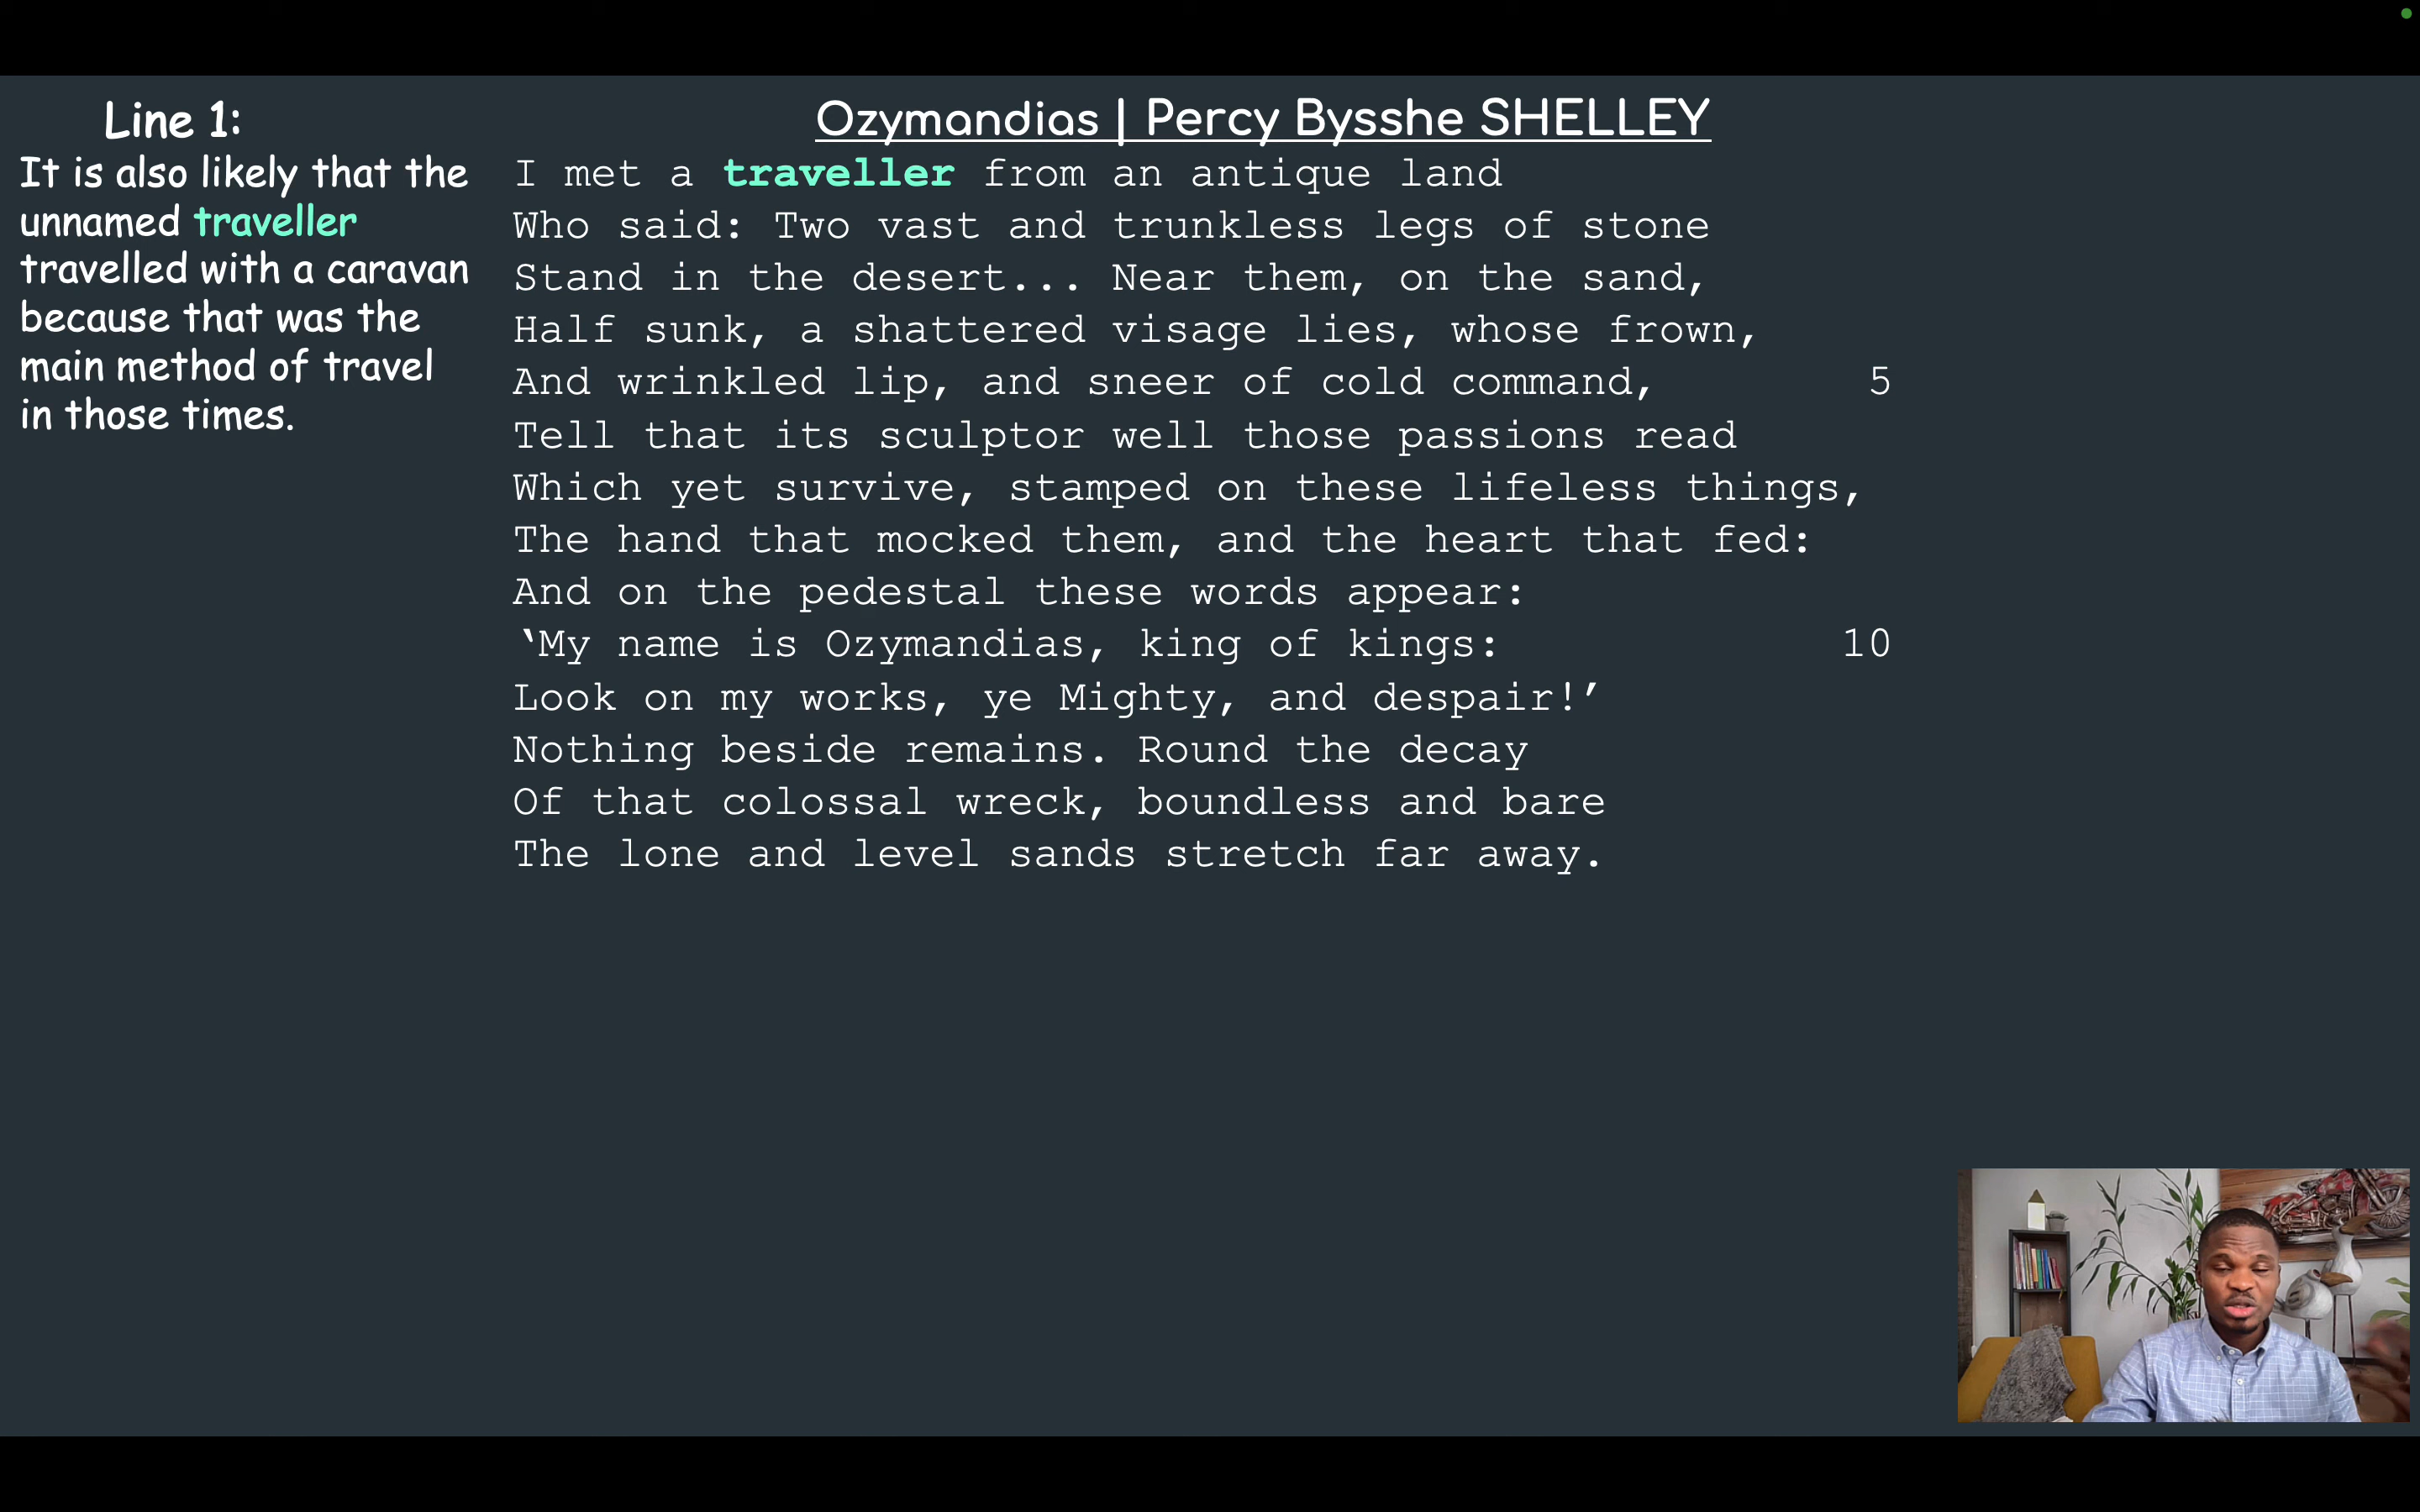 Line 1:
It is also likely that the
unnamed traveller
travelled with a caravan
because that was the
main method of travel
in those times.
Ozymandias | Percy Bysshe SHELLEY
I met a traveller from an antique land
Who said: Two vast and trunkless legs of stone
Stand in the desert... Near them, on the sand,
Half sunk, a shattered visage lies, whose frown,
And wrinkled lip, and sneer of cold command, 5
Tell that its sculptor well those passions read
Which yet survive, stamped on these lifeless things,
The hand that mocked them, and the heart that fed:
And on the pedestal these words appear:
‘My name is Ozymandias, king of kings: 10
Look on my works, ye Mighty, and despair!’
Nothing beside remains. Round the decay
Of that colossal wreck, boundless and bare
The lone and level sands stretch far away.